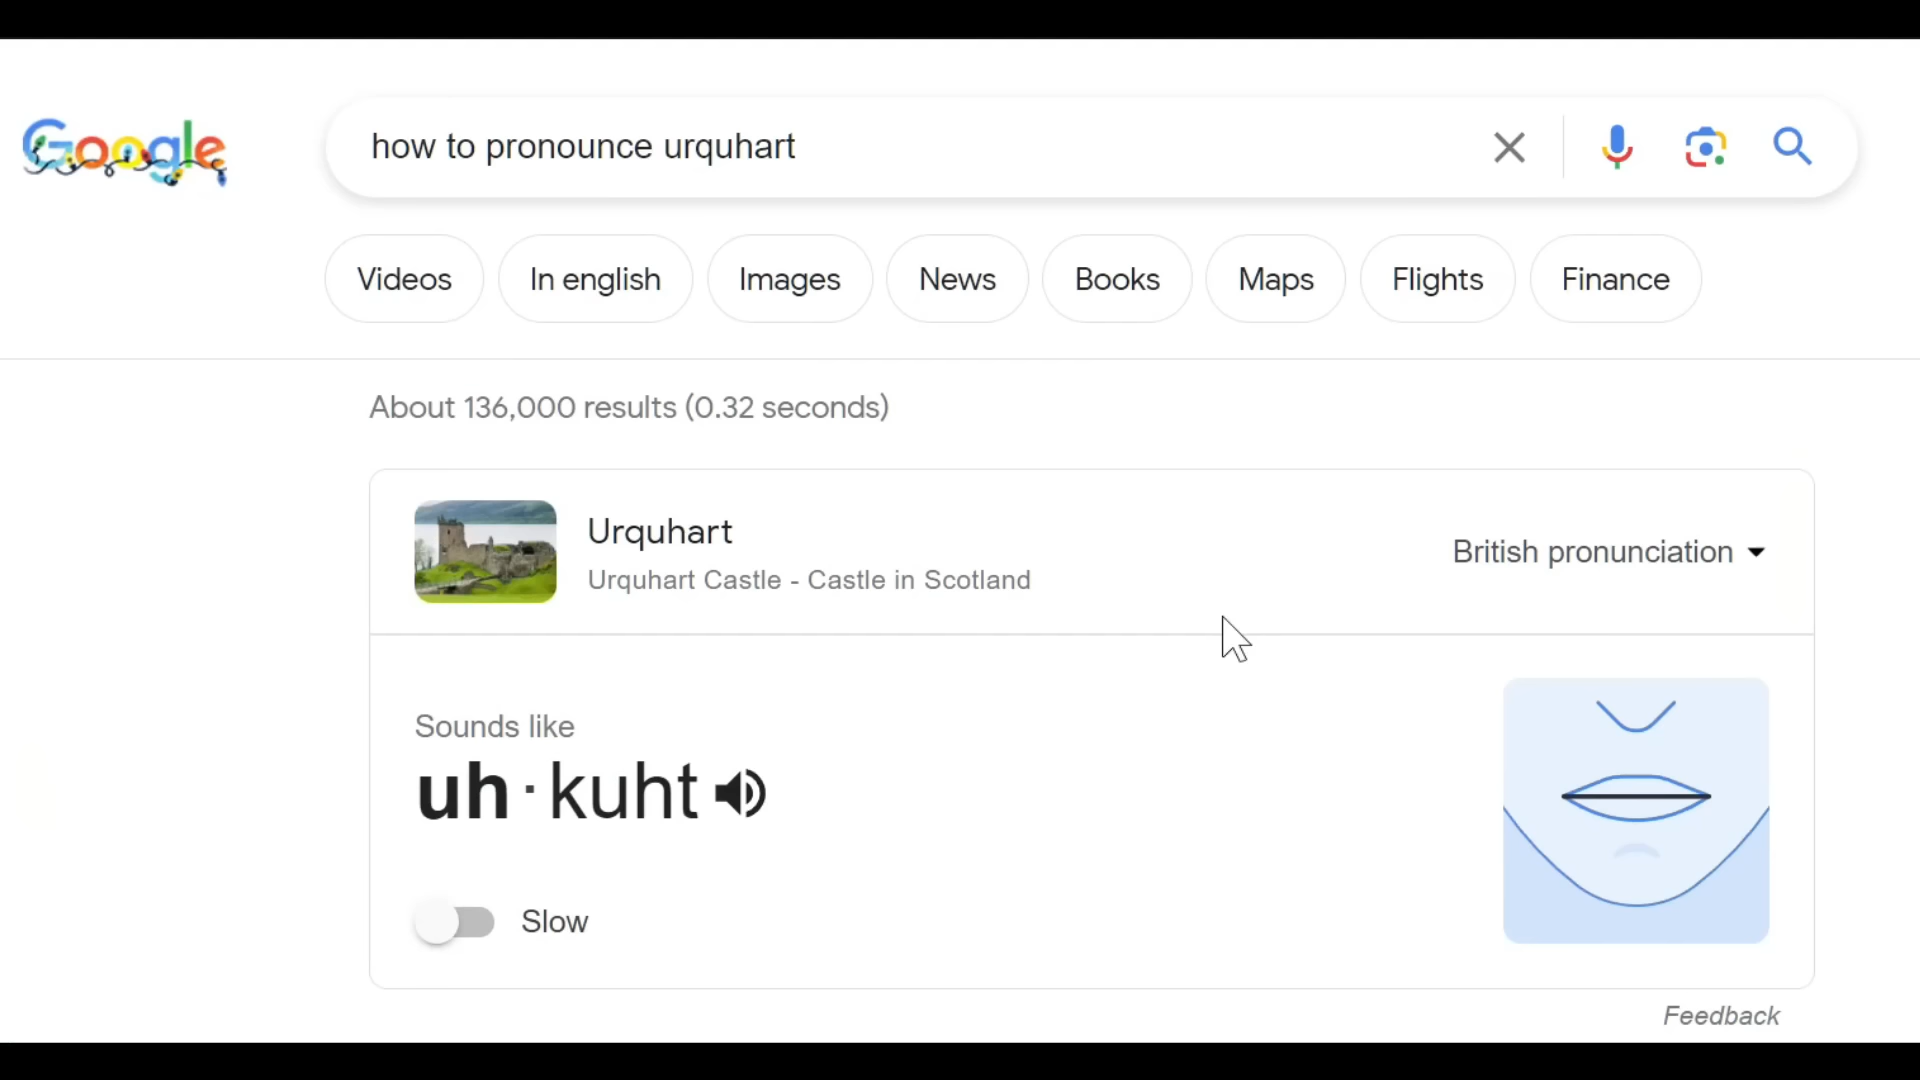 Google
how to pronounce urquhart
Videos In english Images News Books Maps Flights Finance
About 136,000 results (0.32 seconds)
Urquhart
Urquhart Castle - Castle in Scotland
British pronunciation
Sounds like
uh·kuht
Slow
Feedback